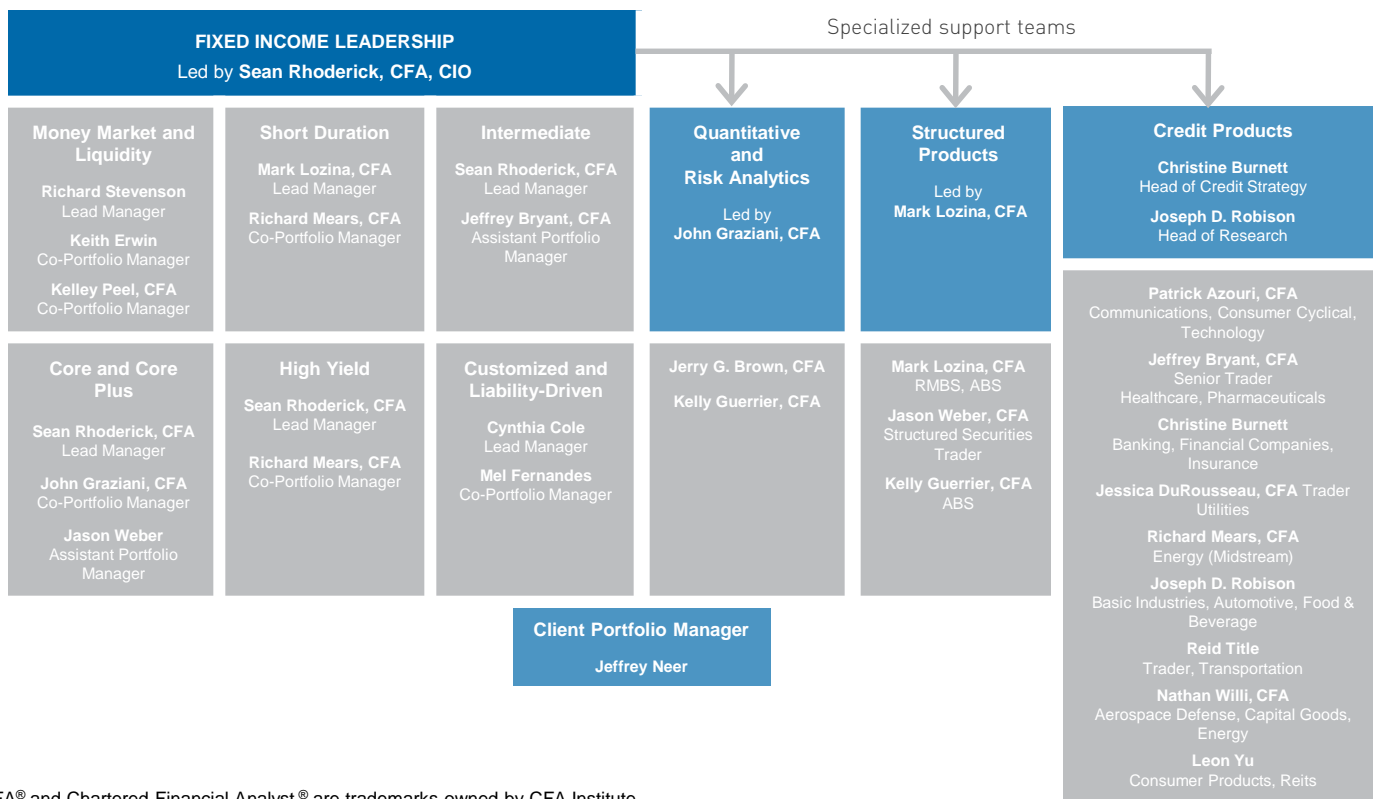 FIXED INCOME LEADERSHIP
Led by Sean Rhoderick, CFA, CIO
Specialized support teams
Money Market and
Liquidity
Richard Stevenson
Lead Manager
Keith Erwin
Co-Portfolio Manager
Kelley Peel, CFA
Co-Portfolio Manager
Short Duration
Mark Lozina, CFA
Lead Manager
Richard Mears, CFA
Co-Portfolio Manager
Intermediate
Sean Rhoderick, CFA
Lead Manager
Jeffrey Bryant, CFA
Assistant Portfolio
Manager
Quantitative
and
Risk Analytics
Led by
John Graziani, CFA
Structured
Products
Led by
Mark Lozina, CFA
Credit Products
Christine Burnett
Head of Credit Strategy
Joseph D. Robison
Head of Research
Core and Core
Plus
Sean Rhoderick, CFA
Lead Manager
John Graziani, CFA
Co-Portfolio Manager
Jason Weber
Assistant Portfolio
Manager
High Yield
Sean Rhoderick, CFA
Lead Manager
Richard Mears, CFA
Co-Portfolio Manager
Customized and
Liability-Driven
Cynthia Cole
Lead Manager
Mel Fernandes
Co-Portfolio Manager
Jerry G. Brown, CFA
Kelly Guerrier, CFA
Mark Lozina, CFA
RMBS, ABS
Jason Weber, CFA
Structured Securities
Trader
Kelly Guerrier, CFA
ABS
Patrick Azouri, CFA
Communications, Consumer Cyclical,
Technology
Jeffrey Bryant, CFA
Senior Trader
Healthcare, Pharmaceuticals
Christine Burnett
Banking, Financial Companies,
Insurance
Jessica DuRousseau, CFA Trader
Utilities
Richard Mears, CFA
Energy (Midstream)
Joseph D. Robison
Basic Industries, Automotive, Food &
Beverage
Reid Title
Trader, Transportation
Nathan Willi, CFA
Aerospace Defense, Capital Goods,
Energy
Leon Yu
Consumer Products, Reits
Client Portfolio Manager
Jeffrey Neer
FA® and Chartered Financial Analyst ® are trademarks owned by CFA Institute